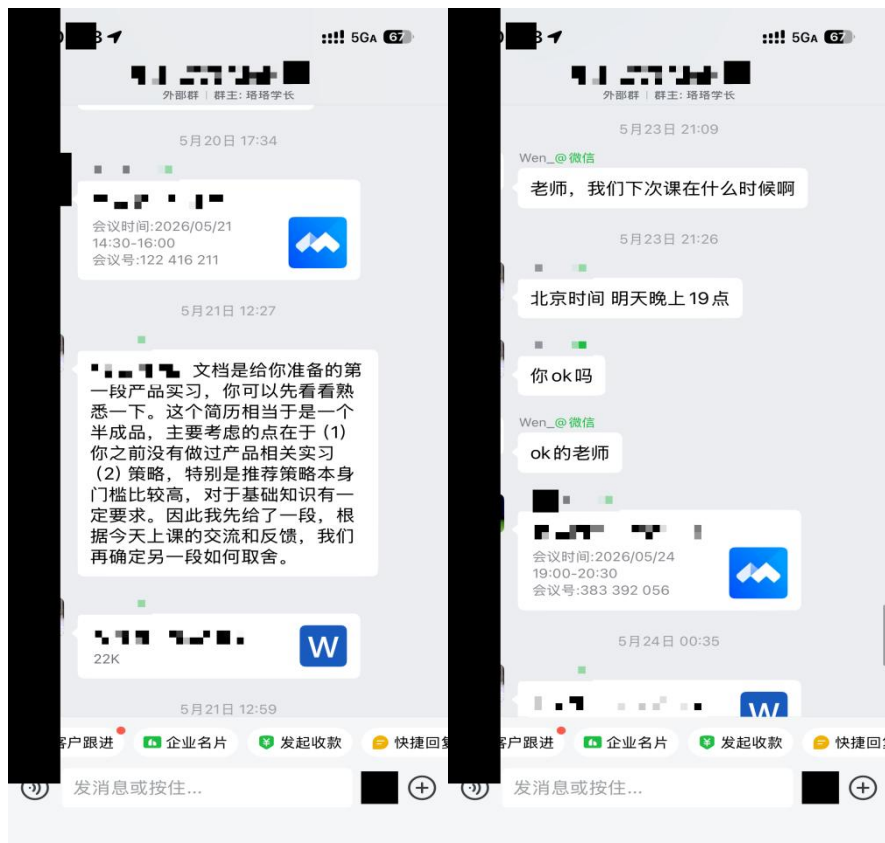 5GA 67
外部群 | 群主: 珞珞学长
5月20日 17:34
会议时间:2026/05/21
14:30-16:00
会议号:122 416 211
5月21日 12:27
文档是给你准备的第
一段产品实习，你可以先看看熟
悉一下。这个简历相当于是一个
半成品，主要考虑的点在于 (1)
你之前没有做过产品相关实习
(2) 策略，特别是推荐策略本身
门槛比较高，对于基础知识有一
定要求。因此我先给了一段，根
据今天上课的交流和反馈，我们
再确定另一段如何取舍。
W
22K
5月21日 12:59
客户跟进
企业名片
发起收款
快捷回复
发消息或按住...
5GA 67
外部群 | 群主: 珞珞学长
5月23日 21:09
Wen_@微信
老师，我们下次课在什么时候啊
5月23日 21:26
北京时间 明天晚上19点
你ok吗
Wen_@微信
ok的老师
会议时间:2026/05/24
19:00-20:30
会议号:383 392 056
5月24日 00:35
W
客户跟进
企业名片
发起收款
快捷回复
发消息或按住...